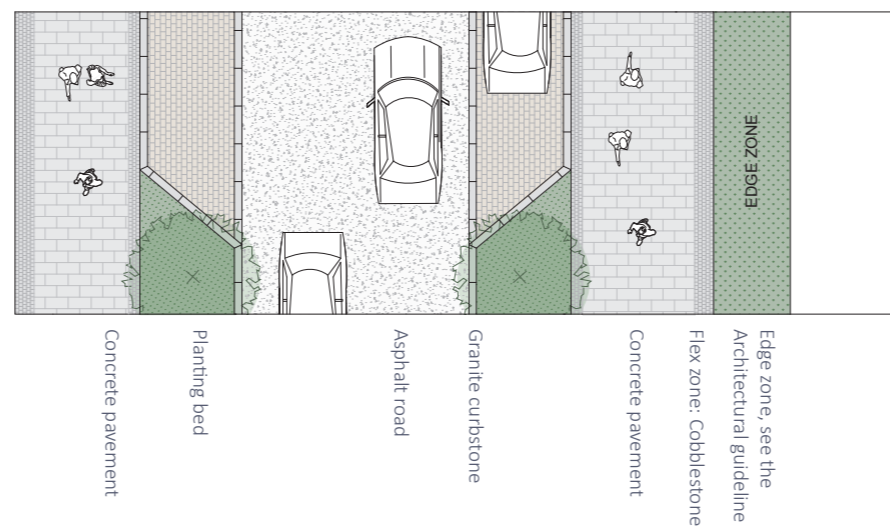 EDGE ZONE
Concrete pavement
Planting bed
Asphalt road
Granite curbstone
Concrete pavement
Flex zone: Cobblestone
Edge zone, see the
Architectural guideline